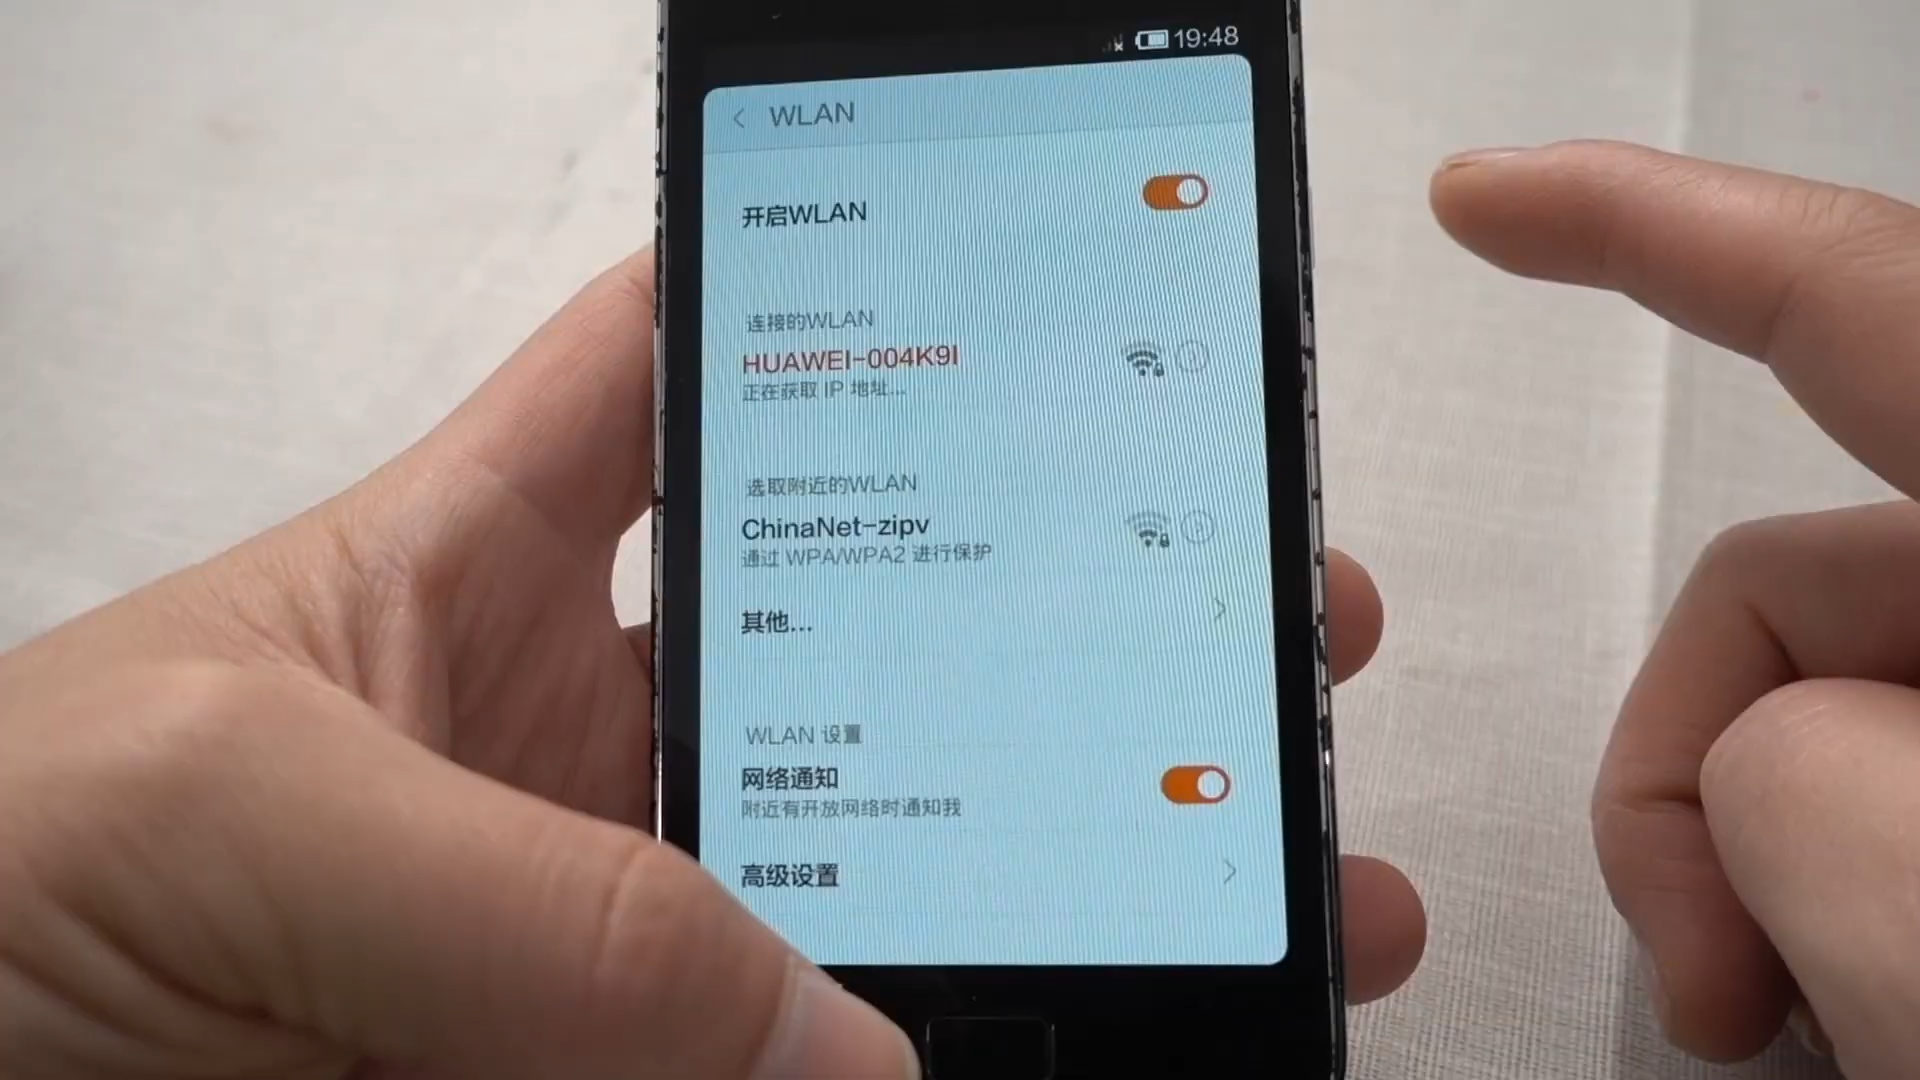 19:48
WLAN
开启WLAN
连接的WLAN
HUAWEI-004K9I
正在获取 IP 地址...
选取附近的WLAN
ChinaNet-zipv
通过 WPA/WPA2 进行保护
其他...
WLAN 设置
网络通知
附近有开放网络时通知我
高级设置